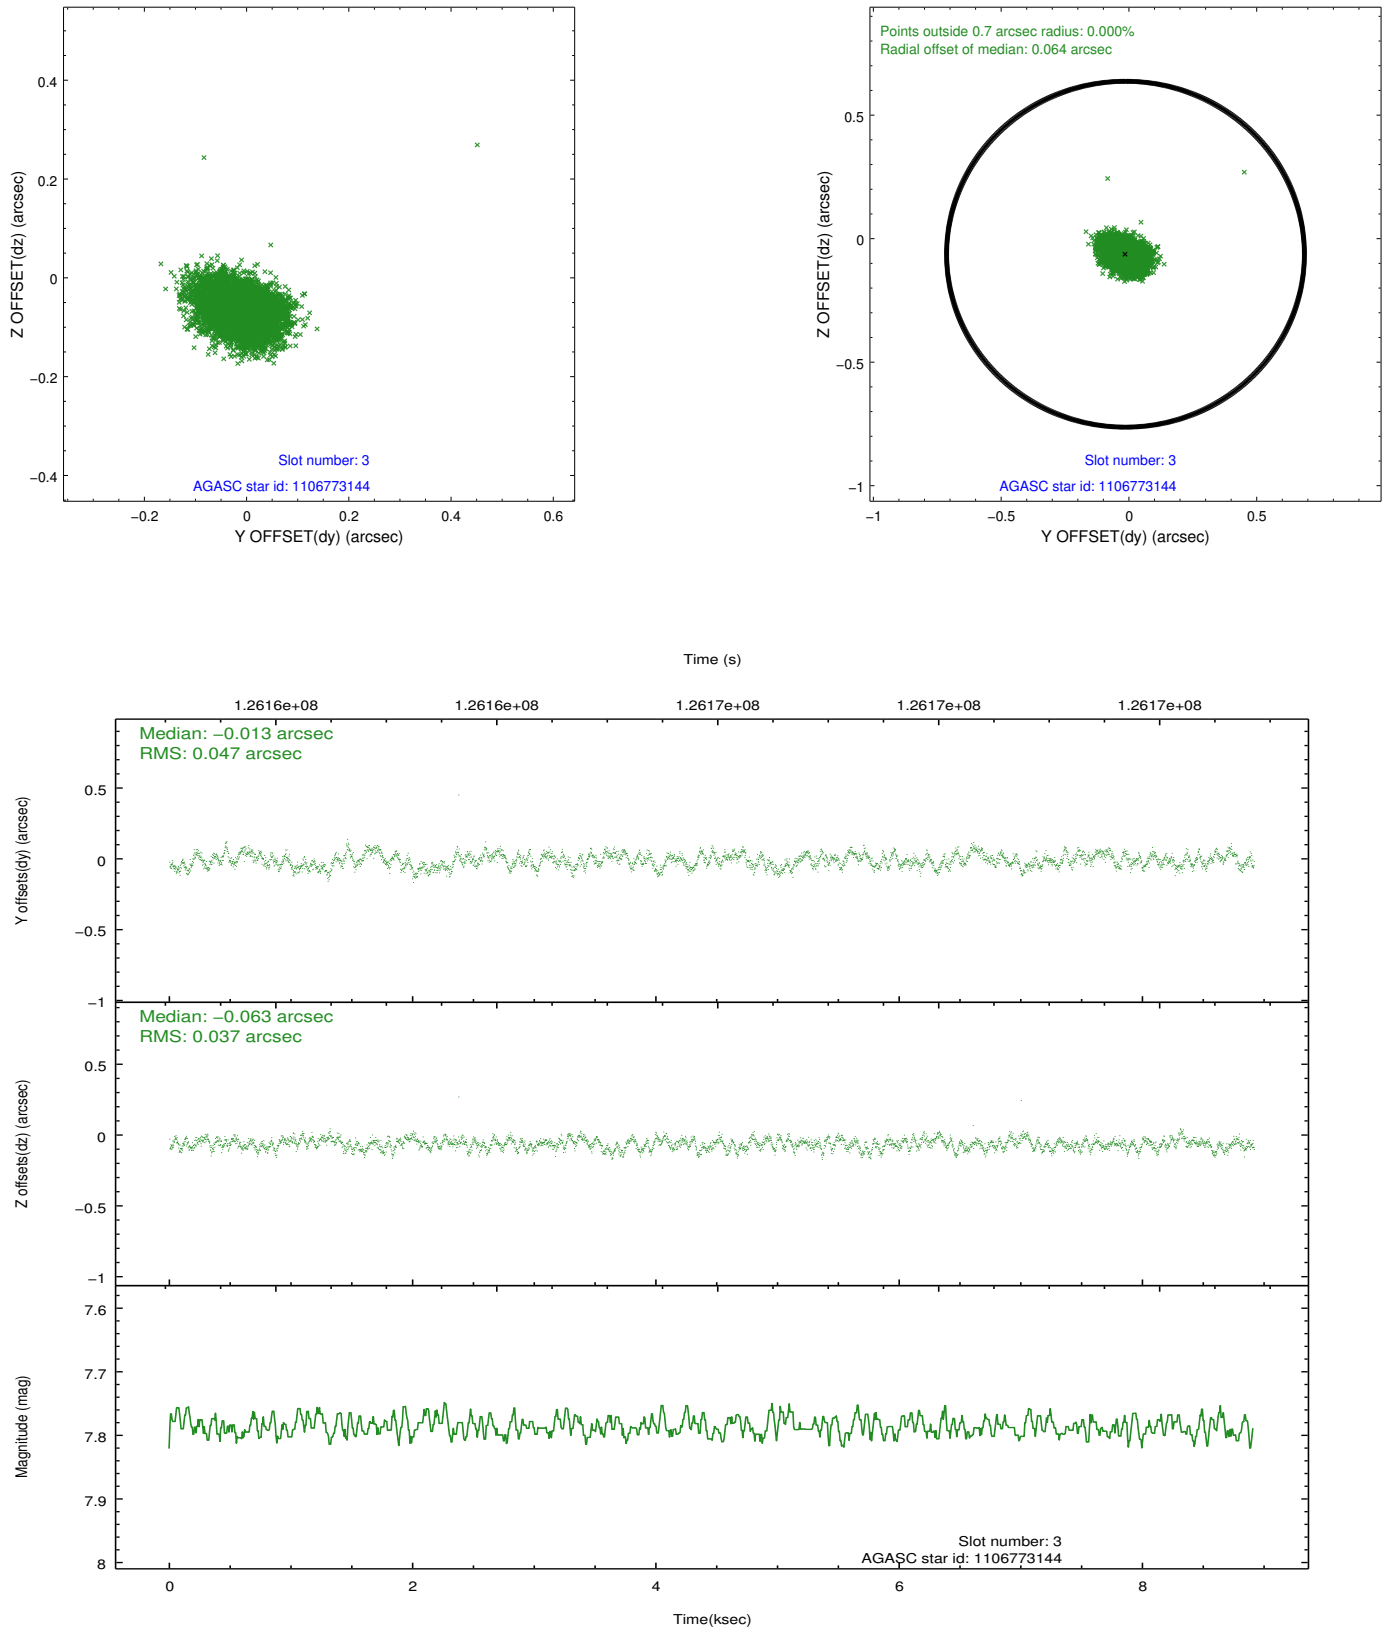 0.4
0.2
0
−0.2
−0.4
Z OFFSET(dz) (arcsec)
Slot number: 3
AGASC star id: 1106773144
−0.2 0 0.2 0.4 0.6
Y OFFSET(dy) (arcsec)
Points outside 0.7 arcsec radius: 0.000%
Radial offset of median: 0.064 arcsec
0.5
0
−0.5
−1
Z OFFSET(dz) (arcsec)
Slot number: 3
AGASC star id: 1106773144
−1 −0.5 0 0.5
Y OFFSET(dy) (arcsec)
Time (s)
1.2616e+08 1.2616e+08 1.2617e+08 1.2617e+08 1.2617e+08
Median: −0.013 arcsec
RMS: 0.047 arcsec
0.5
0
−0.5
−1
Y offsets(dy) (arcsec)
Median: −0.063 arcsec
RMS: 0.037 arcsec
0.5
0
−0.5
−1
Z offsets(dz) (arcsec)
7.6
7.7
7.8
7.9
8
Magnitude (mag)
Slot number: 3
AGASC star id: 1106773144
0 2 4 6 8
Time(ksec)